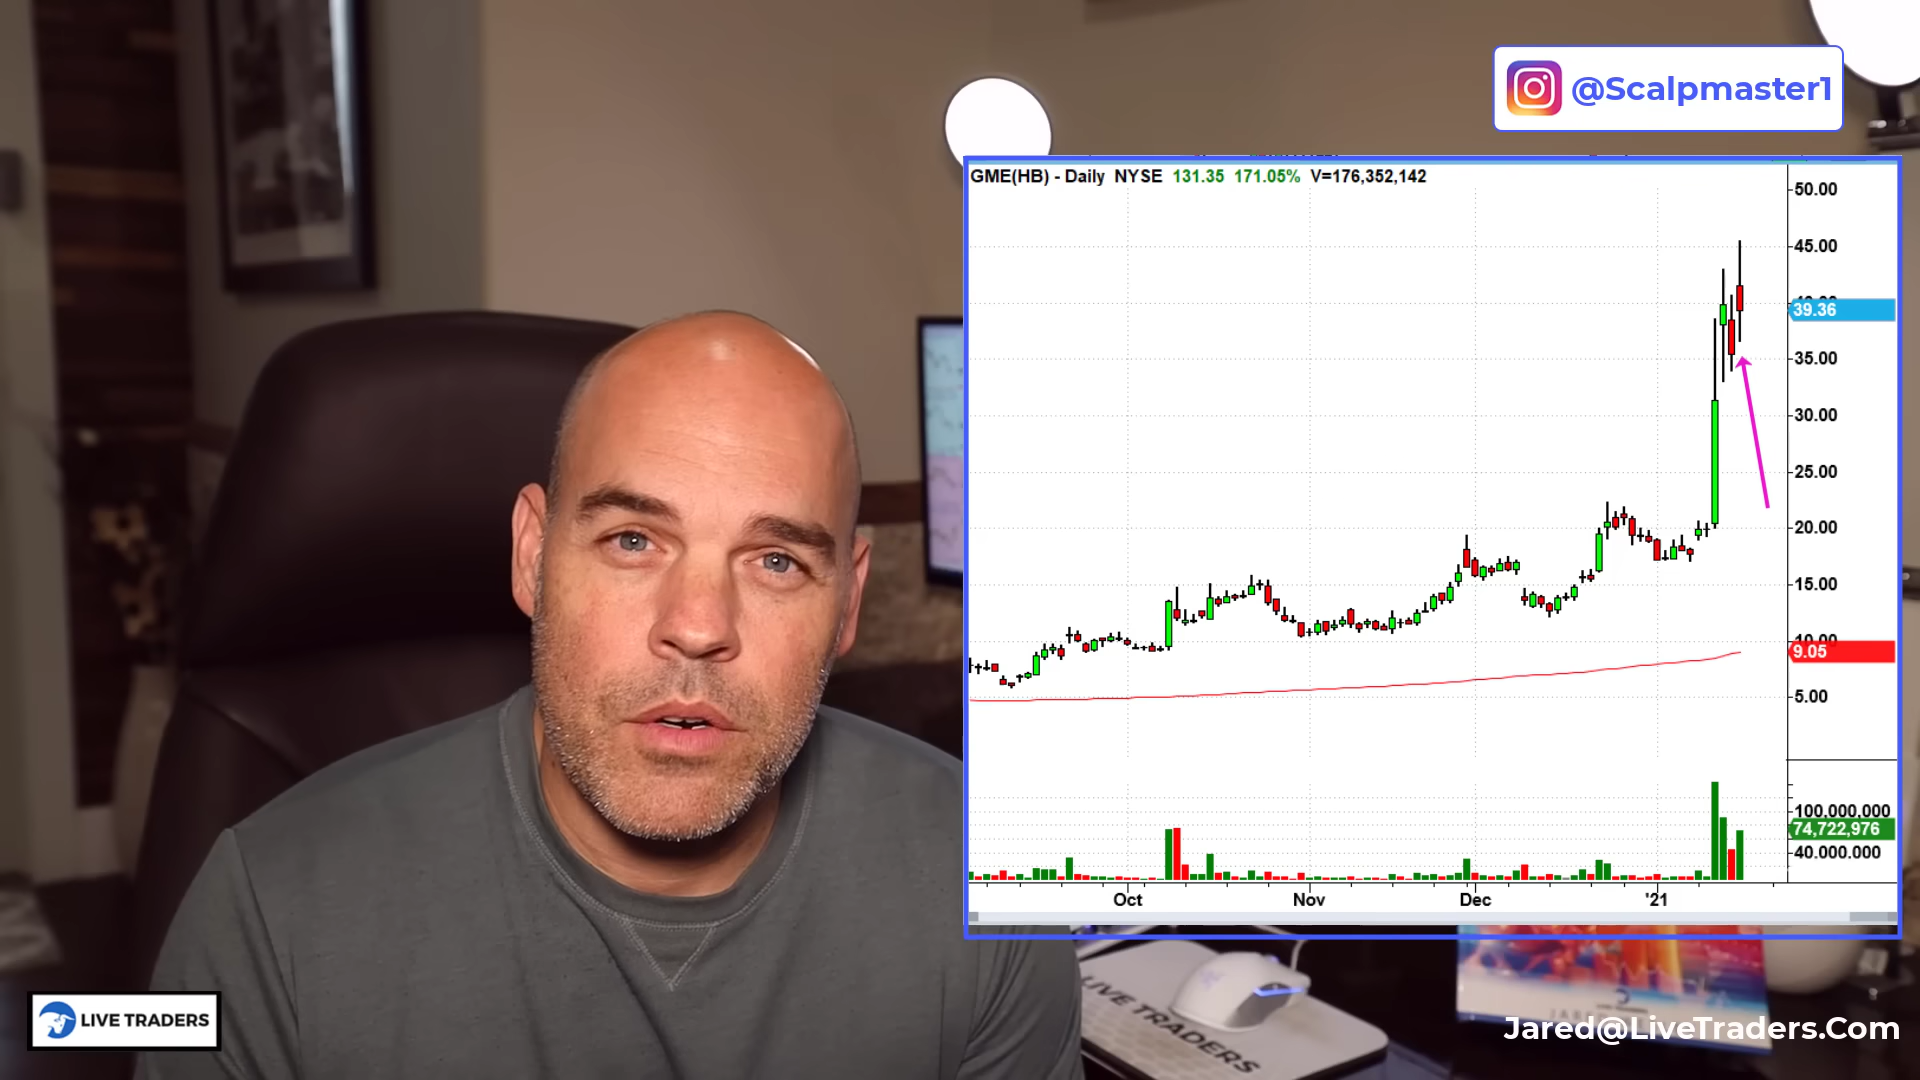 @Scalpmaster1
GME(HB) - Daily NYSE 131.35 171.05% V=176,352,142
50.00
45.00
39.36
35.00
30.00
25.00
20.00
15.00
10.00
9.05
5.00
100.000.000
74,722,976
40.000.000
Oct Nov Dec '21
LIVE TRADERS
LIVE TRADERS
Jared@LiveTraders.Com